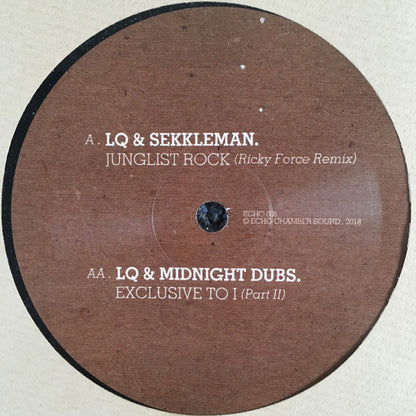 A. LQ & SEKKLEMAN.
JUNGLIST ROCK (Ricky Force Remix)
ECHO 006
© ECHO CHAMBER SOUND . 2018
AA. LQ & MIDNIGHT DUBS.
EXCLUSIVE TO I (Part II)